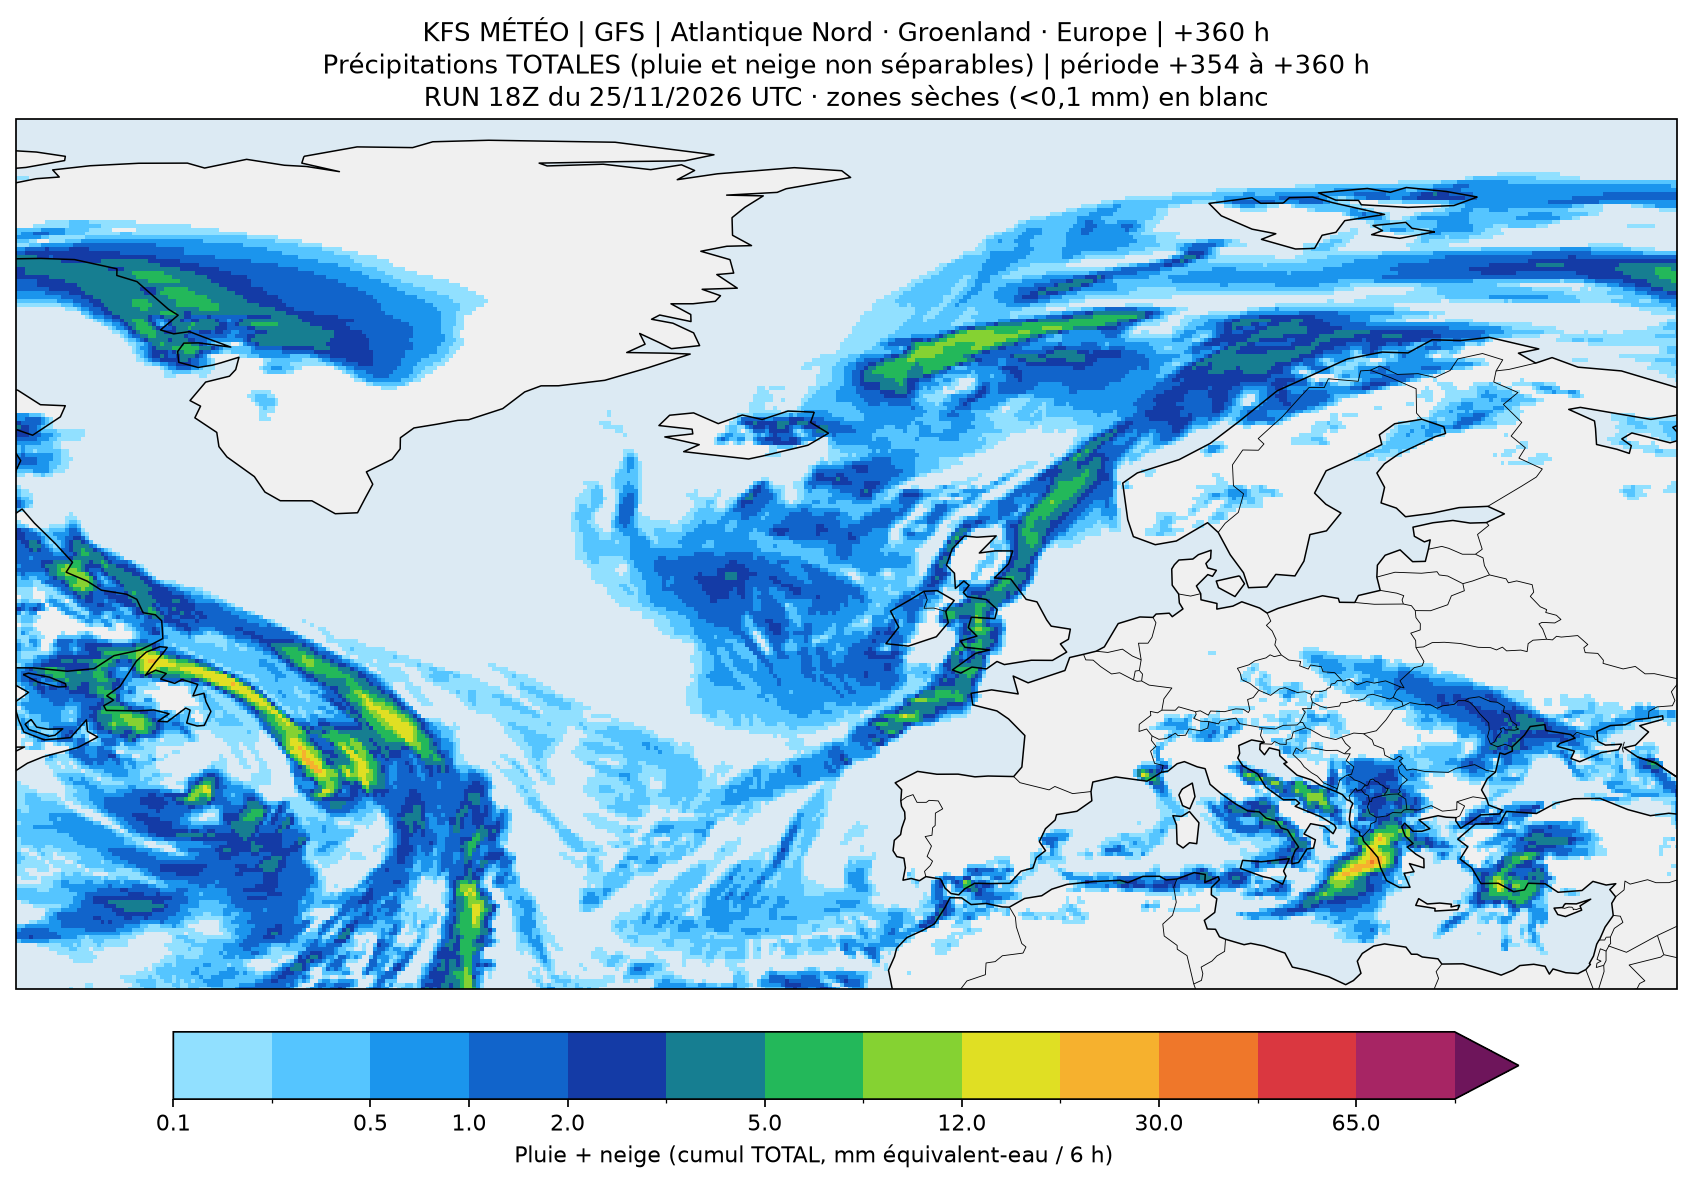 KFS MÉTÉO | GFS | Atlantique Nord · Groenland · Europe | +360 h
Précipitations TOTALES (pluie et neige non séparables) | période +354 à +360 h
RUN 18Z du 25/11/2026 UTC · zones sèches (<0,1 mm) en blanc
0.1 0.5 1.0 2.0 5.0 12.0 30.0 65.0
Pluie + neige (cumul TOTAL, mm équivalent-eau / 6 h)